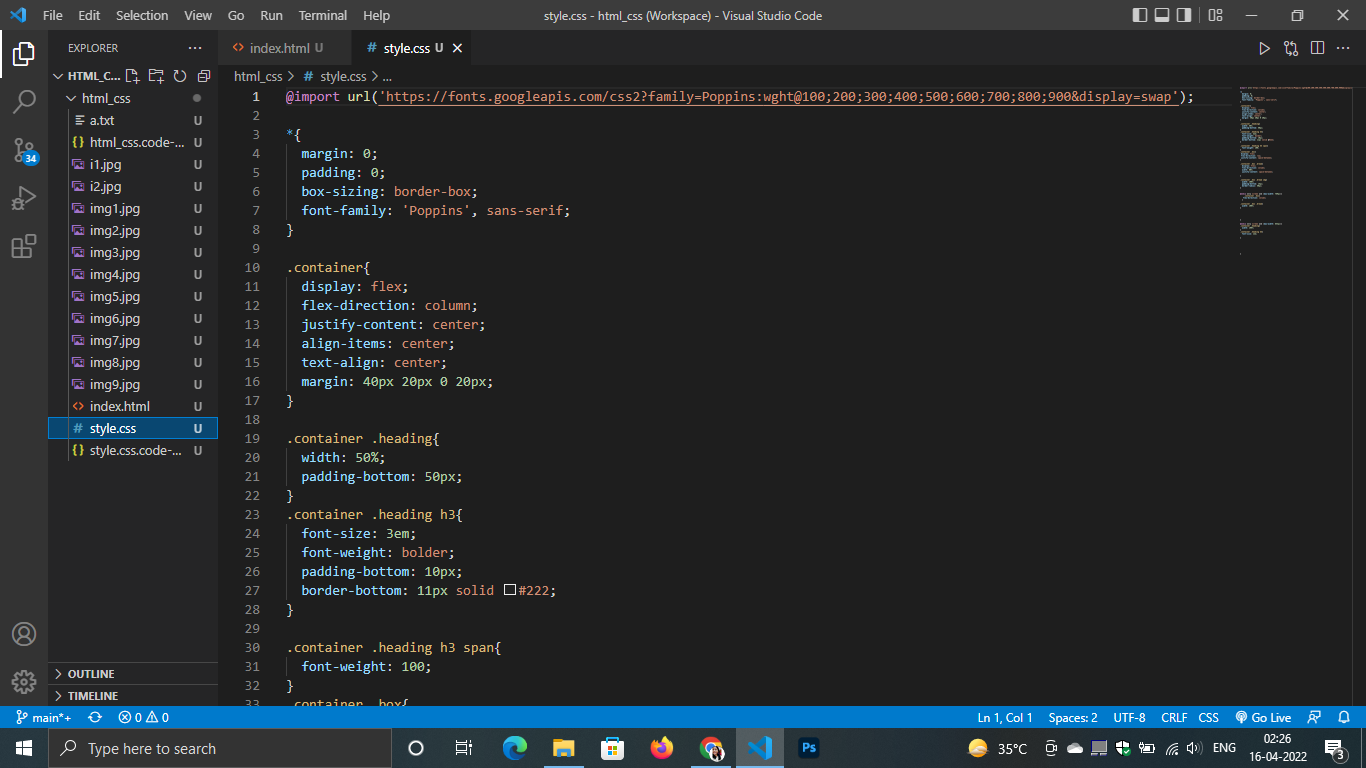 File Edit Selection View Go Run Terminal Help
style.css - html_css (Workspace) - Visual Studio Code
EXPLORER
HTML_C...
html_css
a.txt U
html_css.code-... U
i1.jpg U
i2.jpg U
img1.jpg U
img2.jpg U
img3.jpg U
img4.jpg U
img5.jpg U
img6.jpg U
img7.jpg U
img8.jpg U
img9.jpg U
index.html U
style.css U
style.css.code-... U
OUTLINE
TIMELINE
34
index.html U
style.css U
html_css > style.css > ...
1 @import url('https://fonts.googleapis.com/css2?family=Poppins:wght@100;200;300;400;500;600;700;800;900&display=swap');
2
3 *{
4 margin: 0;
5 padding: 0;
6 box-sizing: border-box;
7 font-family: 'Poppins', sans-serif;
8 }
9
10 .container{
11 display: flex;
12 flex-direction: column;
13 justify-content: center;
14 align-items: center;
15 text-align: center;
16 margin: 40px 20px 0 20px;
17 }
18
19 .container .heading{
20 width: 50%;
21 padding-bottom: 50px;
22 }
23 .container .heading h3{
24 font-size: 3em;
25 font-weight: bolder;
26 padding-bottom: 10px;
27 border-bottom: 11px solid #222;
28 }
29
30 .container .heading h3 span{
31 font-weight: 100;
32 }
33 .container .box{
main*+ 0 0
Ln 1, Col 1 Spaces: 2 UTF-8 CRLF CSS Go Live
Type here to search
Ps
35°C
ENG
02:26
16-04-2022
3